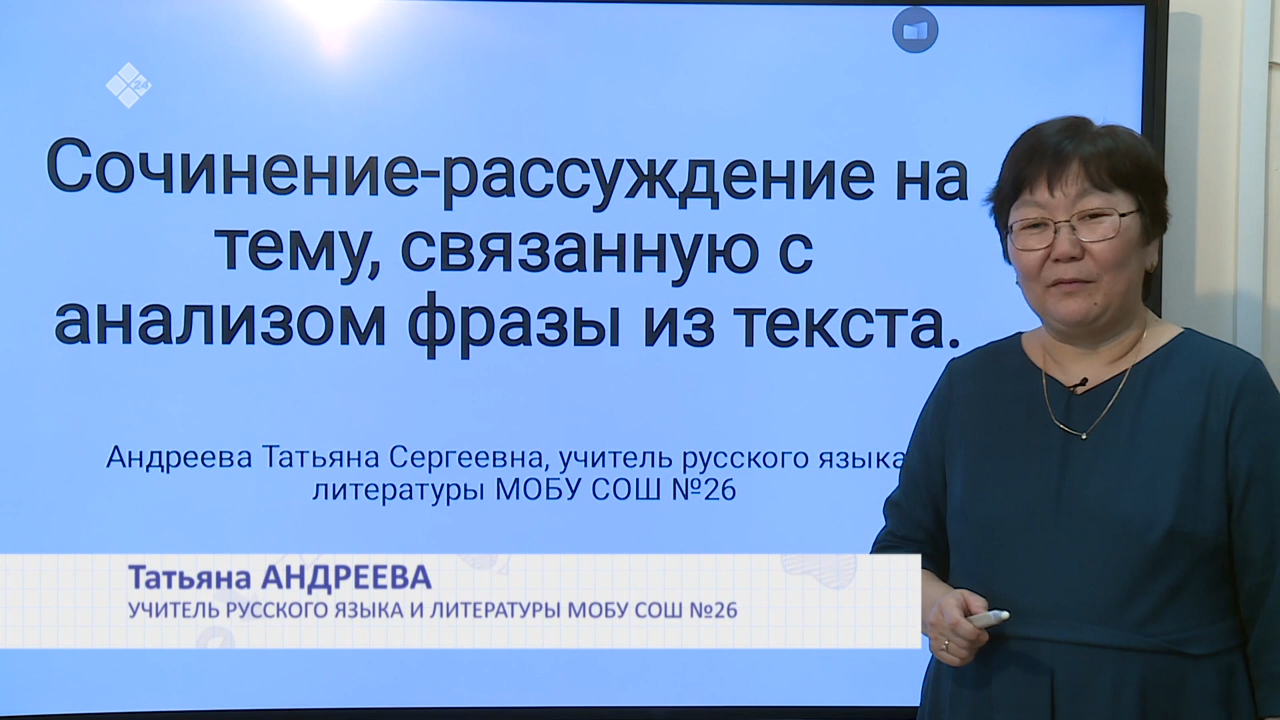 24
Сочинение-рассуждение на
тему, связанную с
анализом фразы из текста.
Андреева Татьяна Сергеевна, учитель русского языка
литературы МОБУ СОШ №26
Татьяна АНДРЕЕВА
УЧИТЕЛЬ РУССКОГО ЯЗЫКА И ЛИТЕРАТУРЫ МОБУ СОШ №26